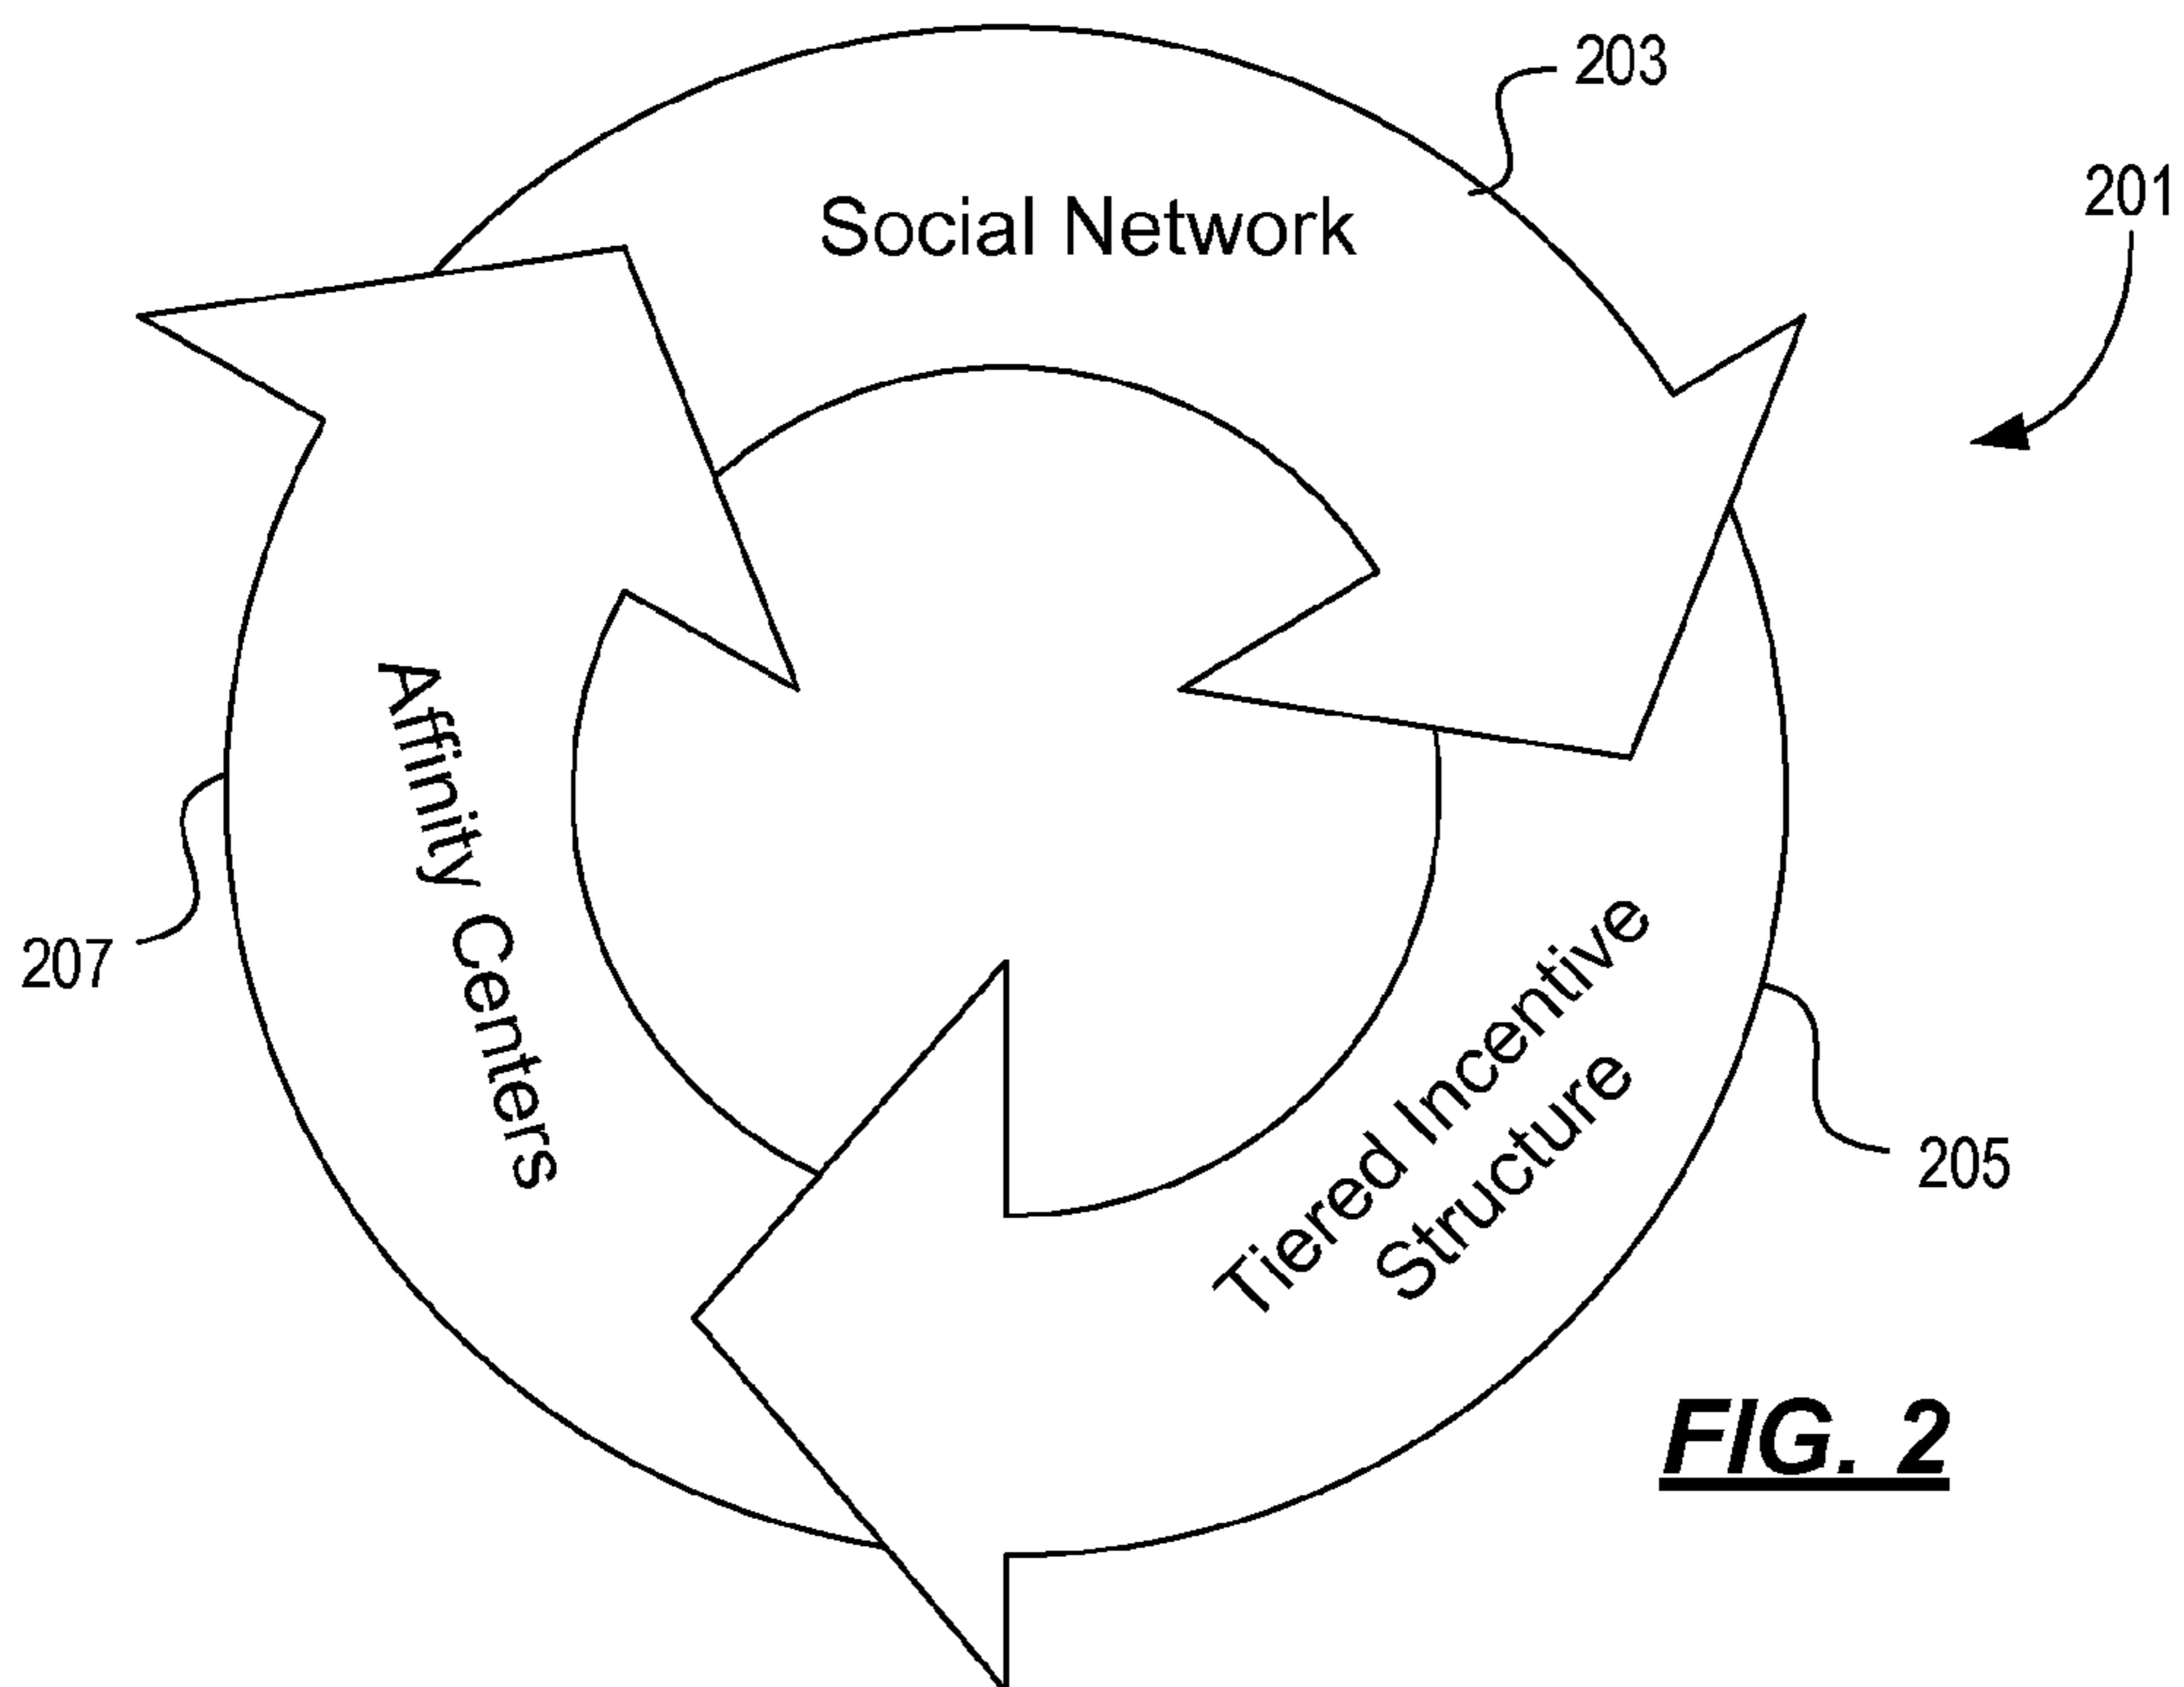 203
201
Social Network
Affinity Centers
207
Tiered Incentive
Structure
205
FIG. 2